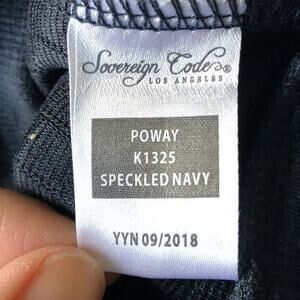 Sovereign Code®
LOS ANGELES
POWAY
K1325
SPECKLED NAVY
YYN 09/2018